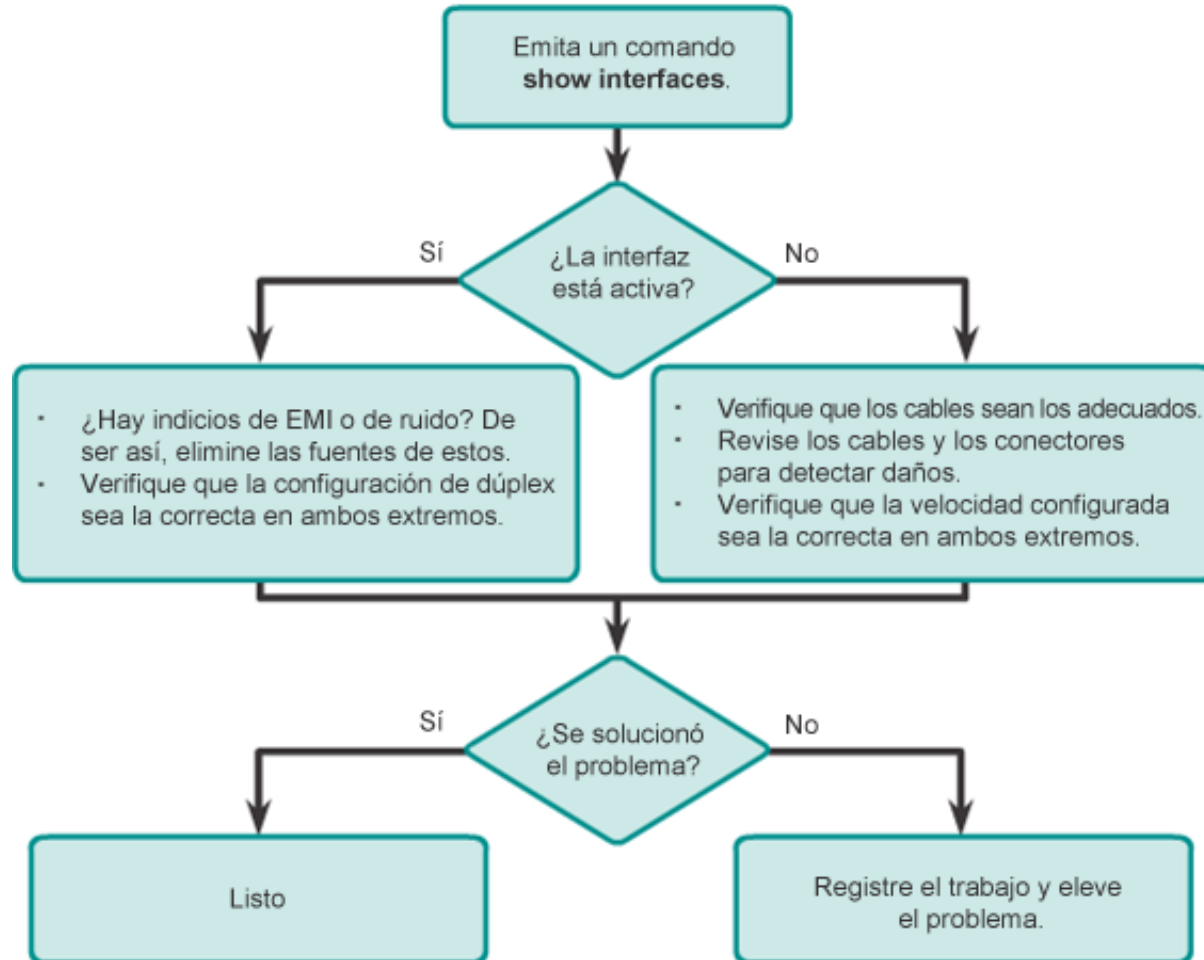 Emita un comando
show interfaces.
Sí
¿La interfaz
está activa?
No
· ¿Hay indicios de EMI o de ruido? De
ser así, elimine las fuentes de estos.
· Verifique que la configuración de dúplex
sea la correcta en ambos extremos.
· Verifique que los cables sean los adecuados.
· Revise los cables y los conectores
para detectar daños.
· Verifique que la velocidad configurada
sea la correcta en ambos extremos.
Sí
¿Se solucionó
el problema?
No
Listo
Registre el trabajo y eleve
el problema.